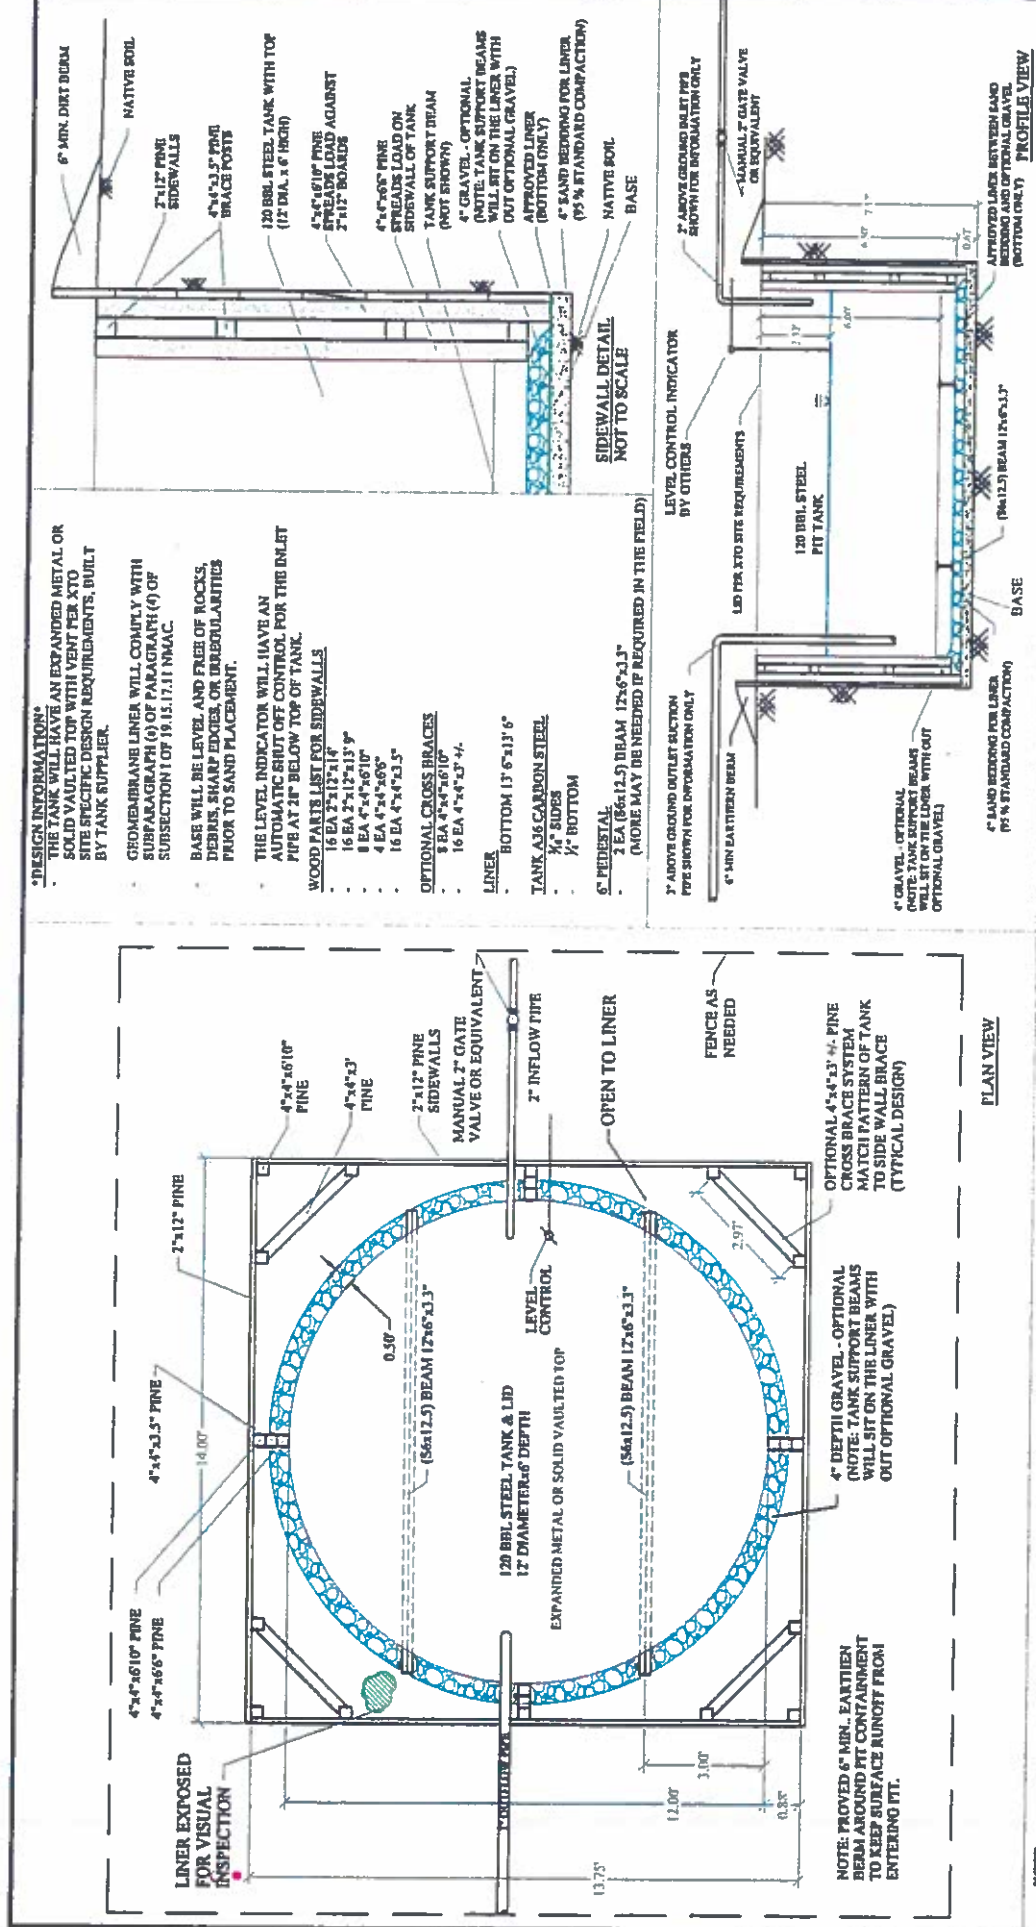 *DESIGN INFORMATION*
- THE TANK WILL HAVE AN EXPANDED METAL OR
SOLID VAULTED TOP WITH VENT PER XTO
SITE SPECIFIC DESIGN REQUIREMENTS, BUILT
BY TANK SUPPLIER.
- GEOMEMBRANE LINER WILL COMPLY WITH
SUBPARAGRAPH (a) OF PARAGRAPH (4) OF
SUBSECTION I OF 19.15.17.11 NMAC.
- BASE WILL BE LEVEL AND FREE OF ROCKS,
DEBRIS, SHARP EDGES, OR IRREGULARITIES
PRIOR TO SAND PLACEMENT.
- THE LEVEL INDICATOR WILL HAVE AN
AUTOMATIC SHUT OFF CONTROL FOR THE INLET
PIPE AT 28" BELOW TOP OF TANK.
WOOD PARTS LIST FOR SIDEWALLS
- 16 EA 2"x12"x14'
- 16 EA 2"x12"x13'9"
- 8 EA 4"x4"x6'10"
- 4 EA 4"x4"x6'6"
- 16 EA 4"x4"x3.5"
OPTIONAL CROSS BRACES
- 8 EA 4"x4"x6'10"
- 16 EA 4"x4"x3' +/-
LINER
- BOTTOM 13' 6"x13' 6"
TANK A36 CARBON STEEL
- SIDES
- BOTTOM
6" PEDESTAL
- 2 EA (S6x12.5) BEAM 12'x6"x3.3"
(MORE MAY BE NEEDED IF REQUIRED IN THE FIELD)
6" MIN. DIRT BERM
NATIVE SOIL
2"x12" PINE
SIDEWALLS
4"x4"x3.5" PINE
BRACE POSTS
120 BBL STEEL TANK WITH TOP
(12' DIA. x 6' HIGH)
4"x4"x6'10" PINE
SPREADS LOAD AGAINST
2"x12" BOARDS
4"x4"x6'6" PINE
SPREADS LOAD ON
SIDEWALL OF TANK
TANK SUPPORT BEAM
(NOT SHOWN)
4" GRAVEL - OPTIONAL
(NOTE: TANK SUPPORT BEAMS
WILL SIT ON THE LINER WITH
OUT OPTIONAL GRAVEL)
APPROVED LINER
(BOTTOM ONLY)
4" SAND BEDDING FOR LINER
(95 % STANDARD COMPACTION)
NATIVE SOIL
BASE
SIDEWALL DETAIL
NOT TO SCALE
LINER EXPOSED
FOR VISUAL
INSPECTION
4"x4"x6'10" PINE
4"x4"x6'6" PINE
4"x4"x3.5" PINE
2"x12" PINE
14.00'
4"x4"x6'10"
PINE
4"x4"x3'
PINE
2"x12" PINE
SIDEWALLS
MANUAL 2" GATE
VALVE OR EQUIVALENT
2" INFLOW PIPE
OPEN TO LINER
0.50'
(S6x12.5) BEAM 12'x6"x3.3"
LEVEL
CONTROL
120 BBL STEEL TANK & LID
12' DIAMETERx6' DEPTH
EXPANDED METAL OR SOLID VAULTED TOP
(S6x12.5) BEAM 12'x6"x3.3"
OUTFLOW PIPE
2.97'
3.00'
12.00'
0.88'
13.75'
FENCE AS
NEEDED
OPTIONAL 4"x4"x3' +/- PINE
CROSS BRACE SYSTEM
MATCH PATTERN OF TANK
TO SIDE WALL BRACE
(TYPICAL DESIGN)
4" DEPTH GRAVEL - OPTIONAL
(NOTE: TANK SUPPORT BEAMS
WILL SIT ON THE LINER WITH
OUT OPTIONAL GRAVEL)
NOTE: PROVED 6" MIN.. EARTHEN
BERM AROUND PIT CONTAINMENT
TO KEEP SURFACE RUNOFF FROM
ENTERING PIT.
PLAN VIEW
3" ABOVE GROUND OUTLET SUCTION
PIPE SHOWN FOR INFORMATION ONLY
6" MIN EARTHERN BERM
LEVEL CONTROL INDICATOR
BY OTHERS
LID PER XTO SITE REQUIREMENTS
120 BBL STEEL
PIT TANK
2" ABOVE GROUND INLET PIPE
SHOWN FOR INFORMATION ONLY
MANUAL 2" GATE VALVE
OR EQUIVALENT
6.00'
0.67'
4" GRAVEL - OPTIONAL
(NOTE: TANK SUPPORT BEAMS
WILL SIT ON THE LINER WITH OUT
OPTIONAL GRAVEL)
4" SAND BEDDING FOR LINER
(95 % STANDARD COMPACTION)
BASE
(S6x12.5) BEAM 12'x6"x3.3"
APPROVED LINER BETWEEN SAND
BEDDING AND OPTIONAL GRAVEL
(BOTTOM ONLY)
PROFILE VIEW